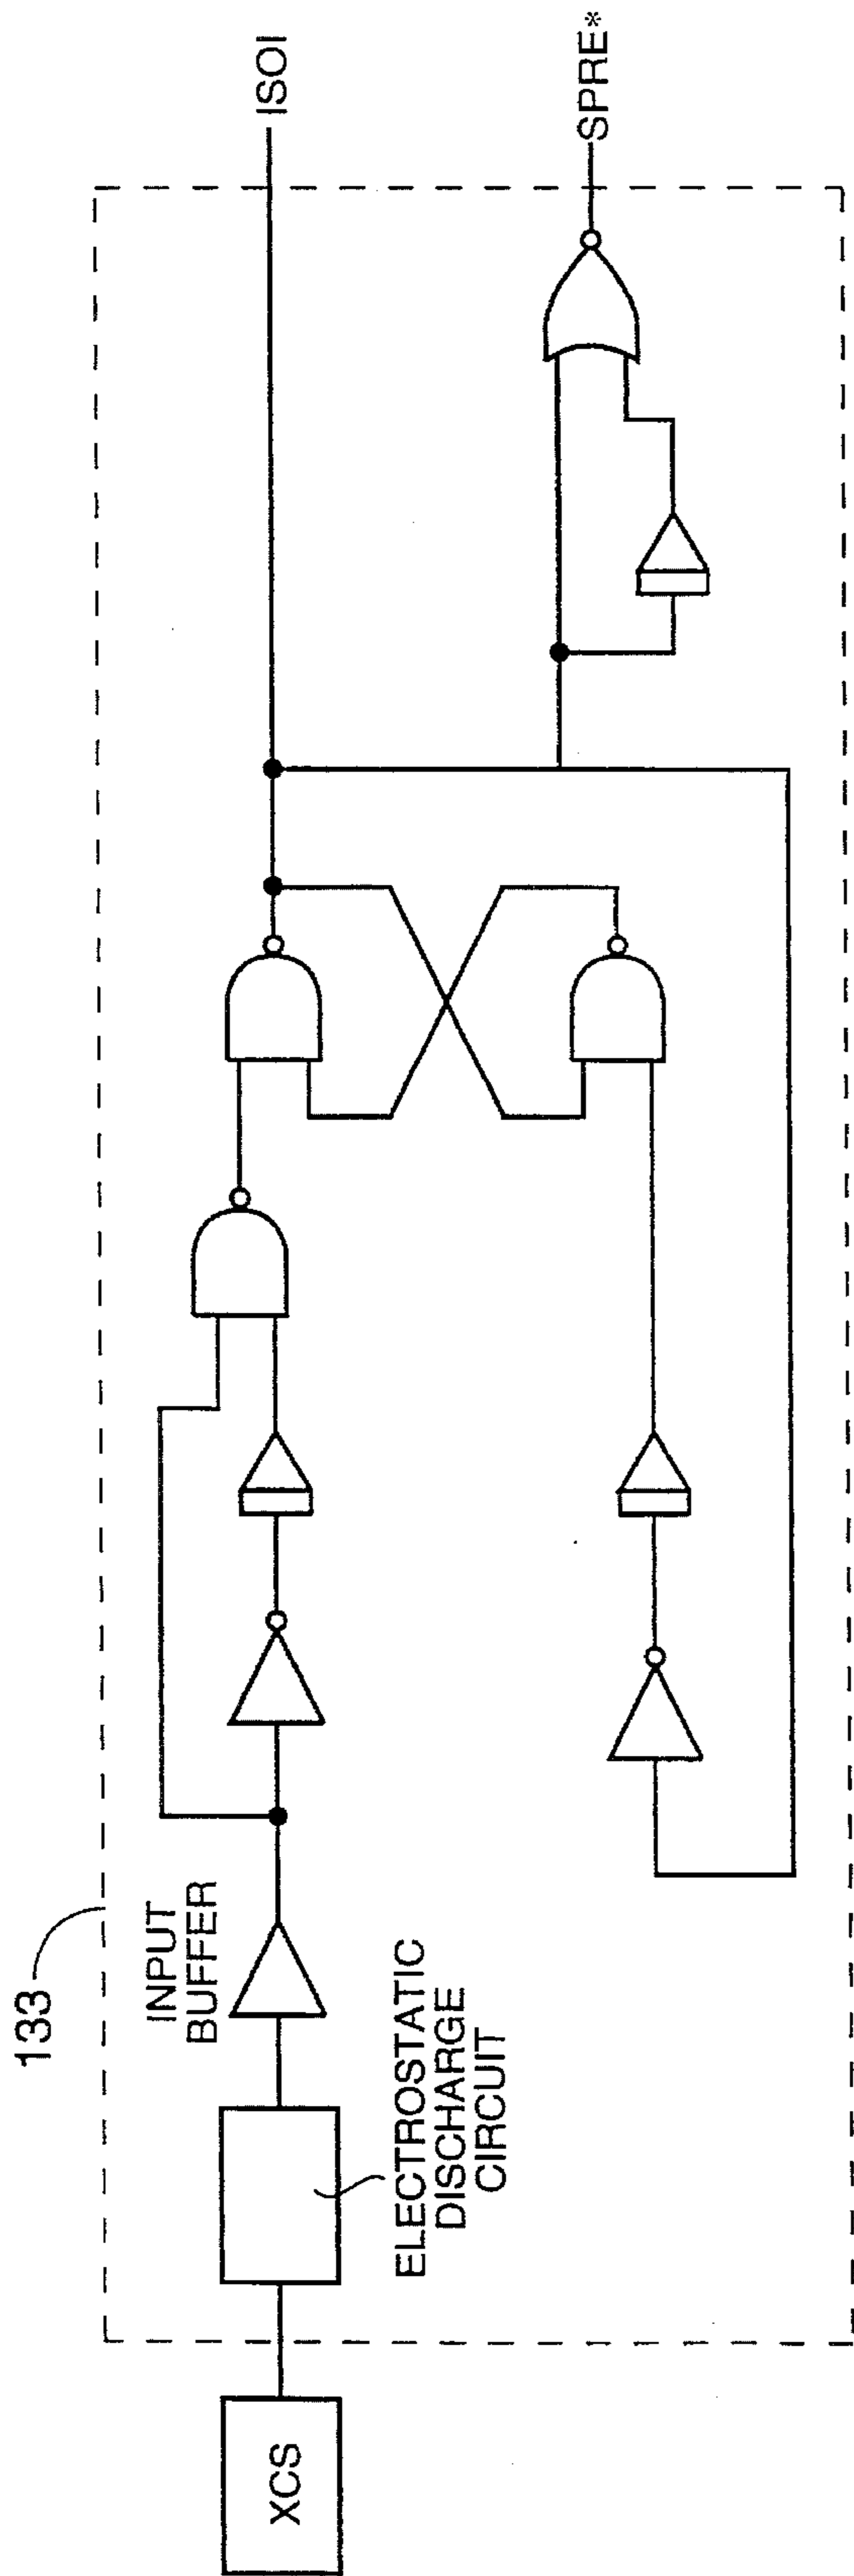 133
XCS
ELECTROSTATIC
DISCHARGE
CIRCUIT
INPUT
BUFFER
ISOI
SPRE*